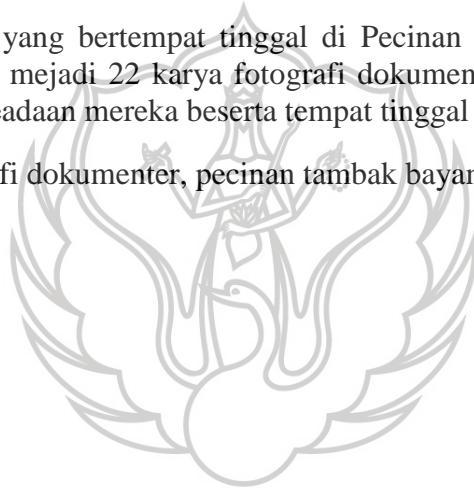 yang bertempat tinggal di Pecinan
mejadi 22 karya fotografi dokumen
eadaan mereka beserta tempat tinggal
fi dokumenter, pecinan tambak bayan